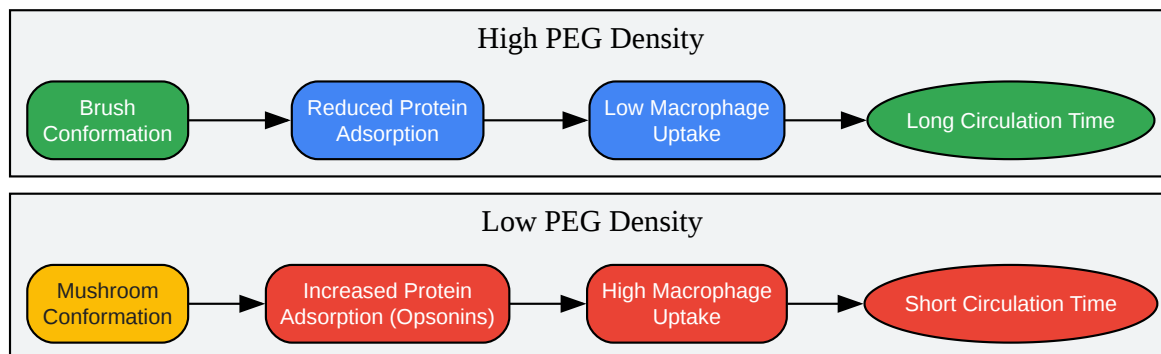 High PEG Density
Brush
Conformation
Reduced Protein
Adsorption
Low Macrophage
Uptake
Long Circulation Time
Low PEG Density
Mushroom
Conformation
Increased Protein
Adsorption (Opsonins)
High Macrophage
Uptake
Short Circulation Time